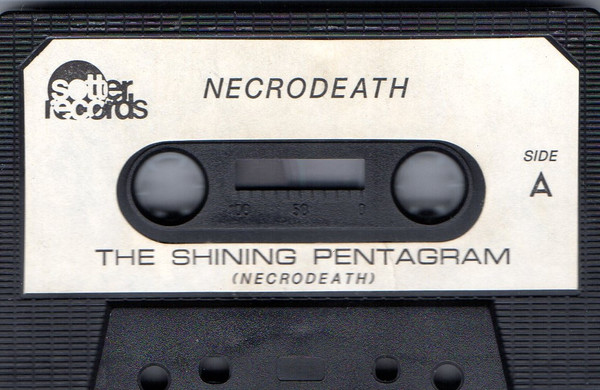 sotter
records
NECRODEATH
SIDE
A
100 50 0
THE SHINING PENTAGRAM
(NECRODEATH)